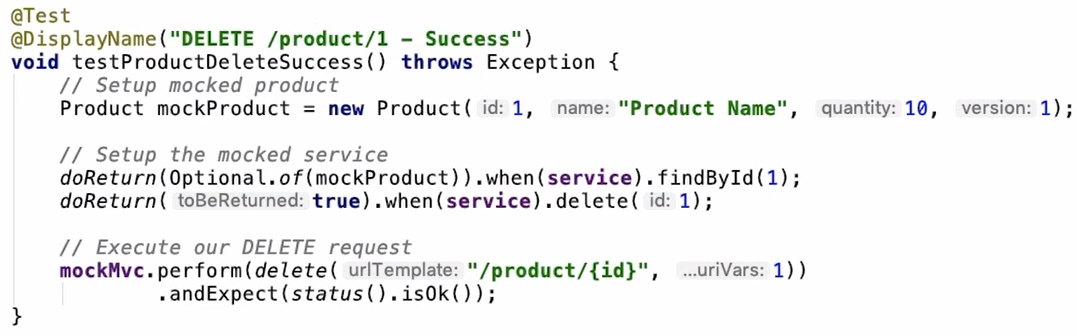 @Test
@DisplayName("DELETE /product/1 – Success")
void testProductDeleteSuccess() throws Exception {
// Setup mocked product
Product mockProduct = new Product( id: 1, name: "Product Name", quantity: 10, version: 1);
// Setup the mocked service
doReturn(Optional.of(mockProduct)).when(service).findById(1);
doReturn( toBeReturned: true).when(service).delete( id: 1);
// Execute our DELETE request
mockMvc.perform(delete( urlTemplate: "/product/{id}", ...uriVars: 1))
.andExpect(status().isOk());
}